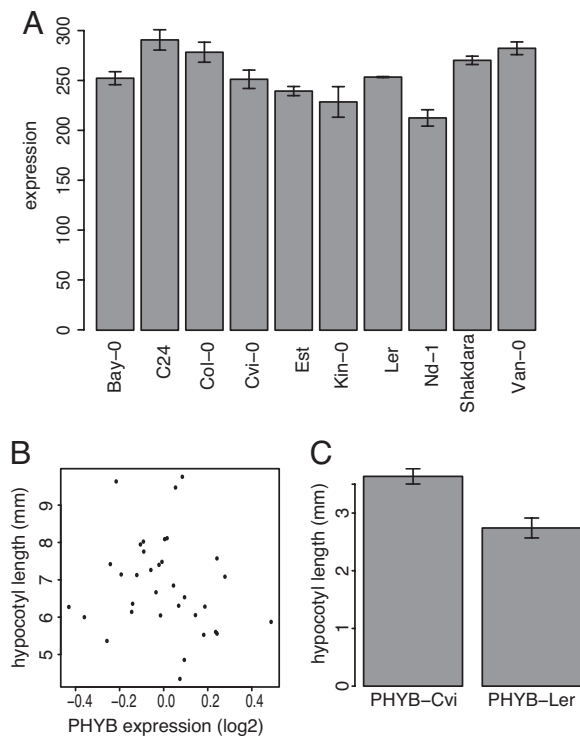 A
expression
300
250
200
150
100
50
0
Bay−0
C24
Col−0
Cvi−0
Est
Kin−0
Ler
Nd−1
Shakdara
Van−0
B
hypocotyl length (mm)
9
8
7
6
5
−0.4 −0.2 0.0 0.2 0.4
PHYB expression (log2)
C
hypocotyl length (mm)
3
2
1
0
PHYB−Cvi PHYB−Ler